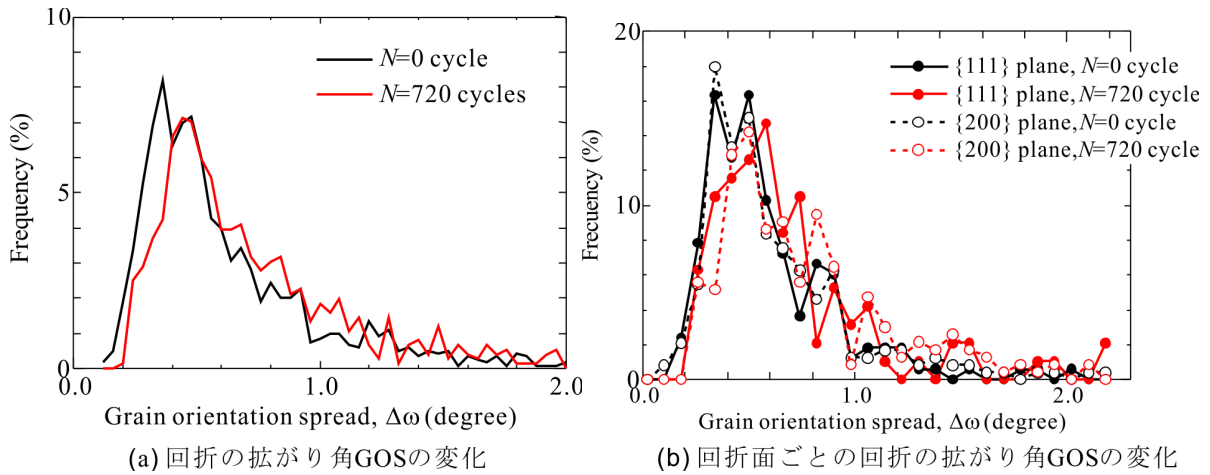 10
5
0
0.0
1.0
2.0
Frequency (%)
N=0 cycle
N=720 cycles
Grain orientation spread, Δω (degree)
(a) 回折の拡がり角GOSの変化
20
10
0
0.0
1.0
2.0
Frecuency (%)
{111} plane, N=0 cycle
{111} plane, N=720 cycle
{200} plane,N=0 cycle
{200} plane,N=720 cycle
Grain orientation spread, Δω (degree)
(b) 回折面ごとの回折の拡がり角GOSの変化